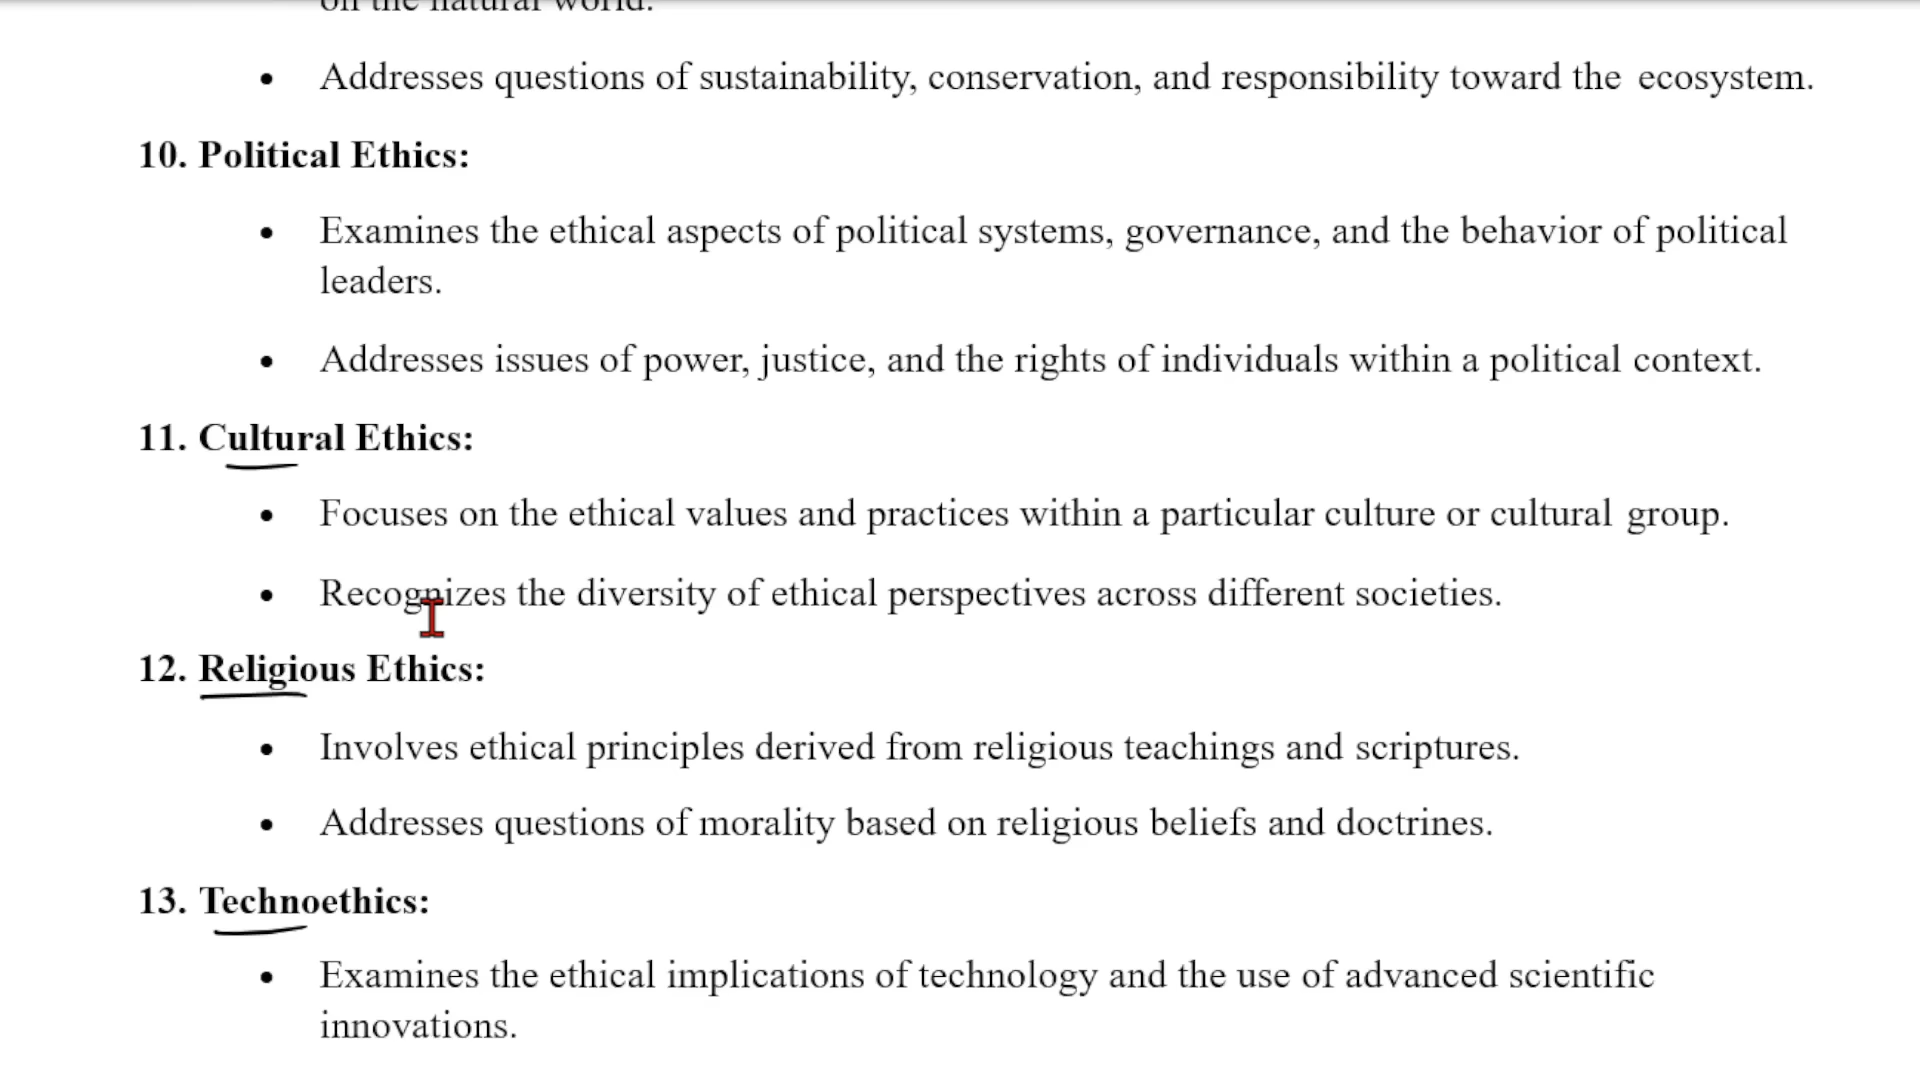 on the natural world.
• Addresses questions of sustainability, conservation, and responsibility toward the ecosystem.
10. Political Ethics:
• Examines the ethical aspects of political systems, governance, and the behavior of political
leaders.
• Addresses issues of power, justice, and the rights of individuals within a political context.
11. Cultural Ethics:
• Focuses on the ethical values and practices within a particular culture or cultural group.
• Recognizes the diversity of ethical perspectives across different societies.
12. Religious Ethics:
• Involves ethical principles derived from religious teachings and scriptures.
• Addresses questions of morality based on religious beliefs and doctrines.
13. Technoethics:
• Examines the ethical implications of technology and the use of advanced scientific
innovations.